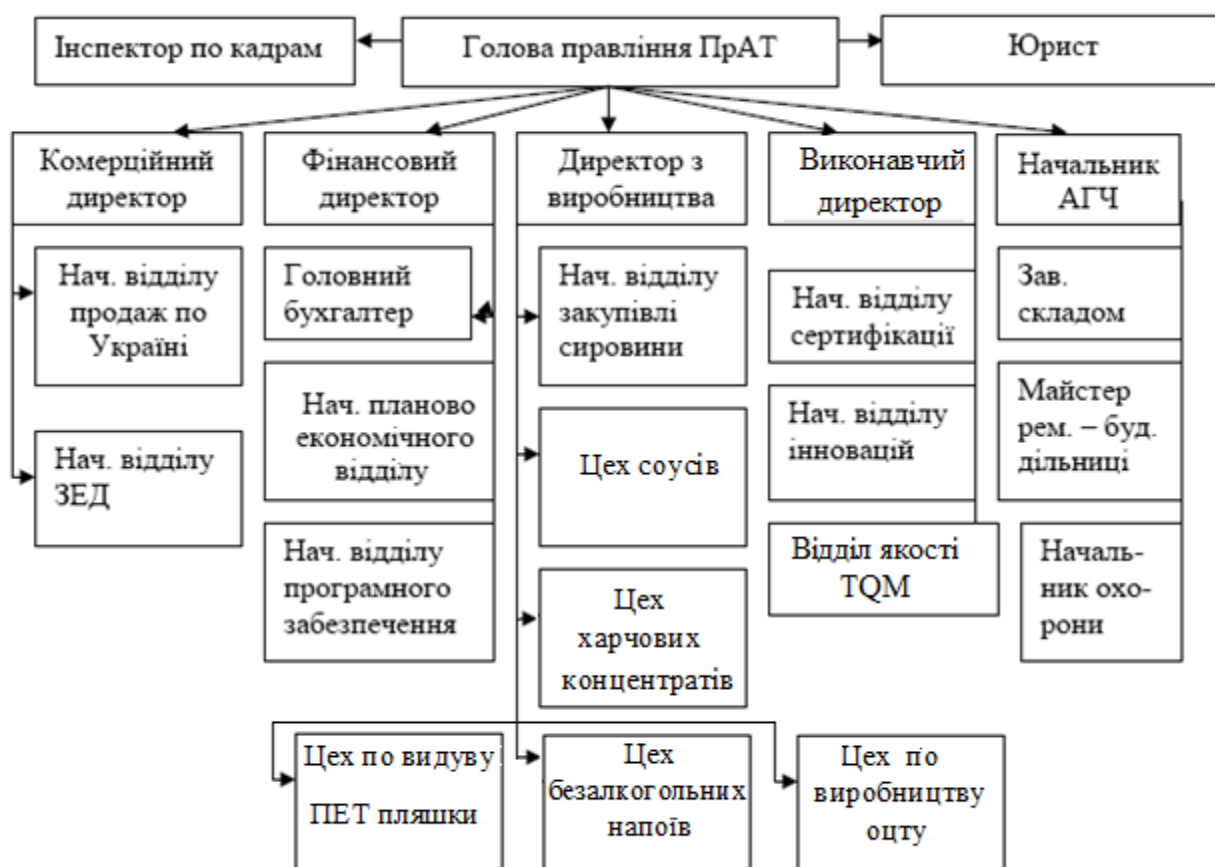 Інспектор по кадрам
Голова правління ПрАТ
Юрист
Комерційний
директор
Фінансовий
директор
Директор з
виробництва
Виконавчий
директор
Начальник
АГЧ
Нач. відділу
продаж по
Україні
Головний
бухгалтер
Нач. відділу
закупівлі
сировини
Нач. відділу
сертифікації
Зав.
складом
Нач. планово
економічного
відділу
Цех соусів
Нач. відділу
інновацій
Майстер
рем. – буд.
дільниці
Нач. відділу
ЗЕД
Нач. відділу
програмного
забезпечення
Цех
харчових
концентратів
Відділ якості
TQM
Началь-
ник охо-
рони
Цех по видуву
ПЕТ пляшки
Цех
безалкогольних
напоїв
Цех по
виробництву
оцту